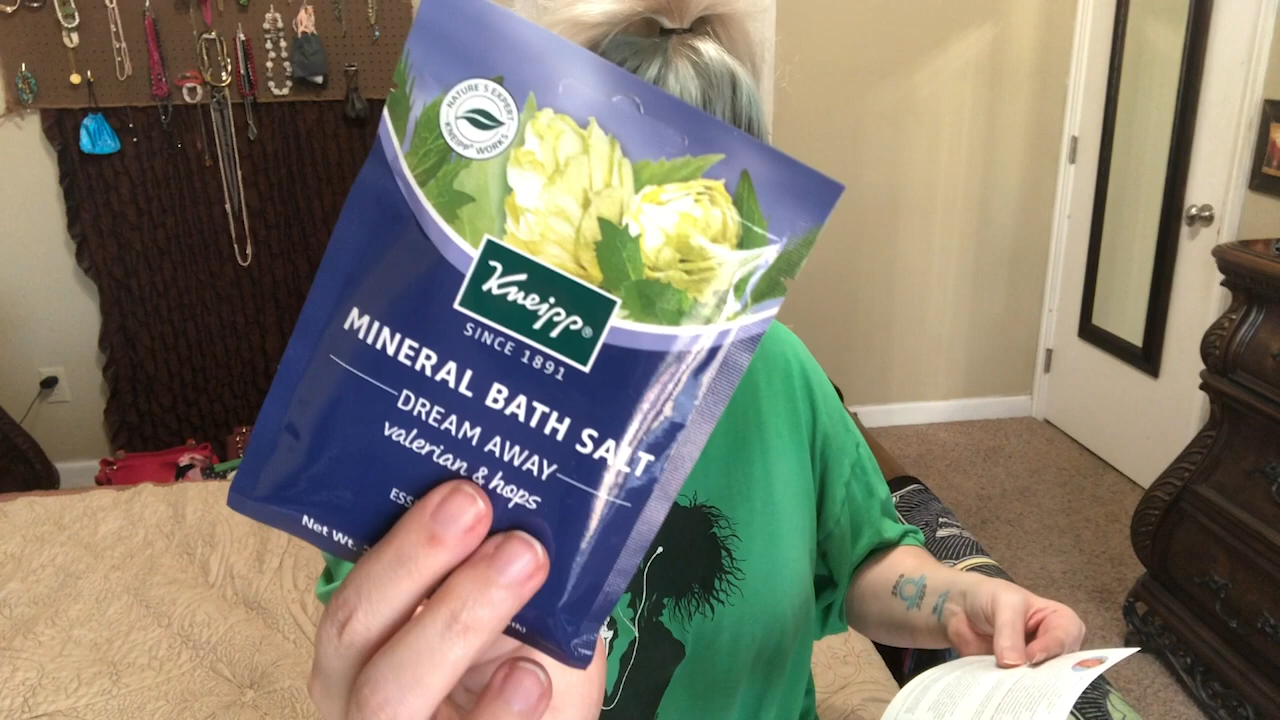 NATURE'S EXPERT
KNEIPP® WORKS
Kneipp®
SINCE 1891
MINERAL BATH SALT
DREAM AWAY
valerian & hops
Net Wt.